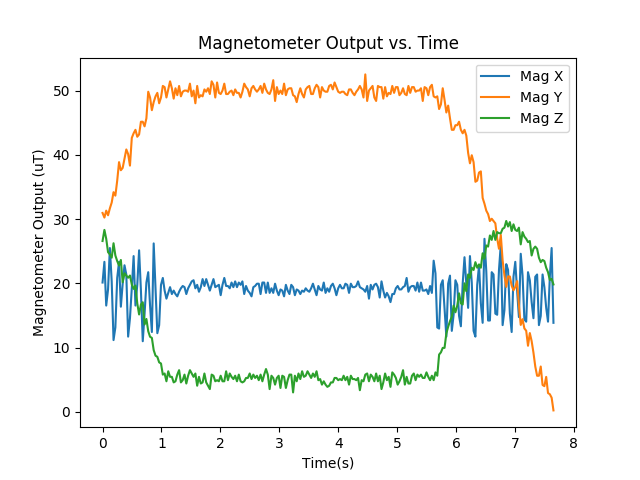 Magnetometer Output vs. Time
Mag X
Mag Y
Mag Z
Magnetometer Output (uT)
50
40
30
20
10
0
0 1 2 3 4 5 6 7 8
Time(s)